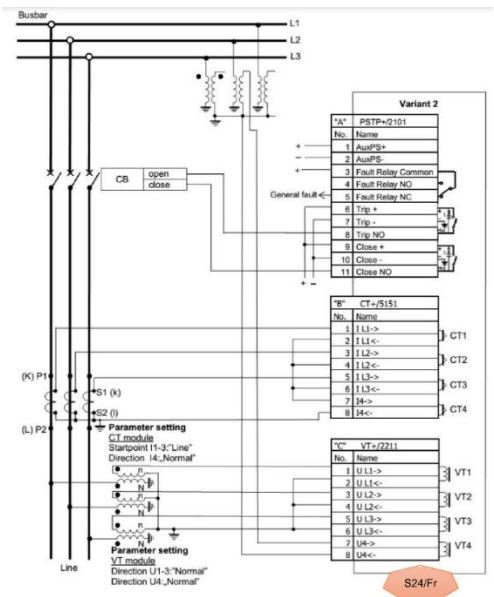 Busbar
L1
L2
L3
Variant 2
"A" PSTP+/2101
No. Name
1 AuxPS+
2 AuxPS-
3 Fault Relay Common
4 Fault Relay NO
5 Fault Relay NC
6 Trip +
7 Trip -
8 Trip NO
9 Close +
10 Close -
11 Close NO
+
-
+
General fault
CB open
close
+ -
"B" CT+/5151
No. Name
1 I L1->
2 I L1<-
3 I L2->
4 I L2<-
5 I L3->
6 I L3<-
7 I4->
8 I4<-
CT1
CT2
CT3
CT4
(K) P1
S1 (k)
S2 (l)
(L) P2
Parameter setting
CT module
Startpoint I1-3:"Line"
Direction I4:„Normal"
"C" VT+/2211
No. Name
1 U L1->
2 U L1<-
3 U L2->
4 U L2<-
5 U L3->
6 U L3<-
7 U4->
8 U4<-
VT1
VT2
VT3
VT4
n
N
n
N
n
N
Parameter setting
VT module
Direction U1-3:"Normal"
Direction U4:„Normal"
Line
S24/Fr